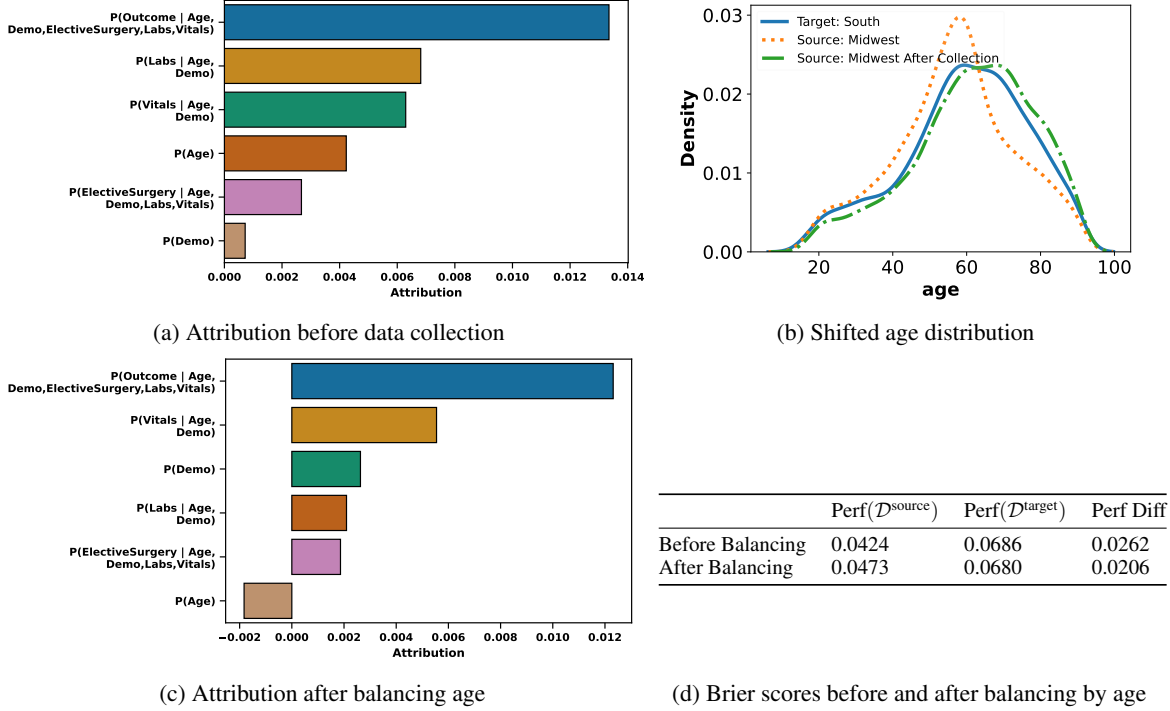 P(Outcome | Age,
Demo,ElectiveSurgery,Labs,Vitals)
P(Labs | Age,
Demo)
P(Vitals | Age,
Demo)
P(Age)
P(ElectiveSurgery | Age,
Demo,Labs,Vitals)
P(Demo)
0.000 0.002 0.004 0.006 0.008 0.010 0.012 0.014
Attribution
(a) Attribution before data collection
Target: South
Source: Midwest
Source: Midwest After Collection
0.03
0.02
0.01
0.00
Density
20 40 60 80 100
age
(b) Shifted age distribution
P(Outcome | Age,
Demo,ElectiveSurgery,Labs,Vitals)
P(Vitals | Age,
Demo)
P(Demo)
P(Labs | Age,
Demo)
P(ElectiveSurgery | Age,
Demo,Labs,Vitals)
P(Age)
−0.002 0.000 0.002 0.004 0.006 0.008 0.010 0.012
Attribution
(c) Attribution after balancing age
Perf(𝒟^source) Perf(𝒟^target) Perf Diff
Before Balancing 0.0424 0.0686 0.0262
After Balancing 0.0473 0.0680 0.0206
(d) Brier scores before and after balancing by age